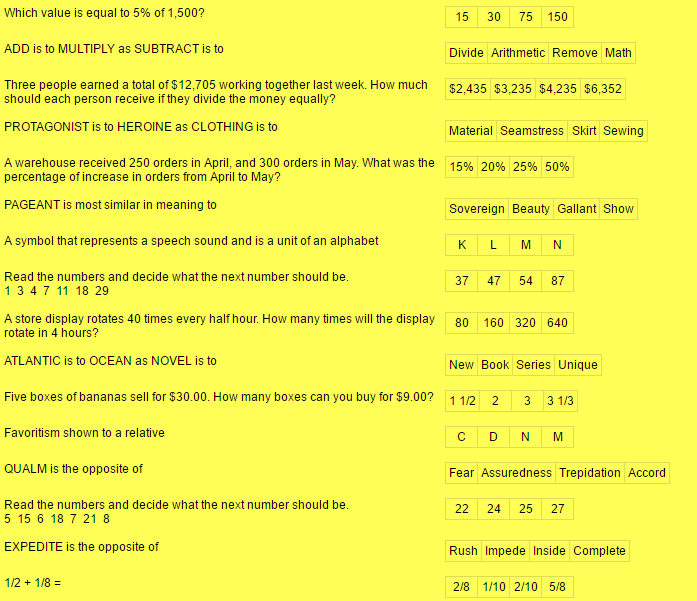 Which value is equal to 5% of 1,500? 15 30 75 150
ADD is to MULTIPLY as SUBTRACT is to Divide Arithmetic Remove Math
Three people earned a total of $12,705 working together last week. How much
should each person receive if they divide the money equally? $2,435 $3,235 $4,235 $6,352
PROTAGONIST is to HEROINE as CLOTHING is to Material Seamstress Skirt Sewing
A warehouse received 250 orders in April, and 300 orders in May. What was the
percentage of increase in orders from April to May? 15% 20% 25% 50%
PAGEANT is most similar in meaning to Sovereign Beauty Gallant Show
A symbol that represents a speech sound and is a unit of an alphabet K L M N
Read the numbers and decide what the next number should be.
1 3 4 7 11 18 29 37 47 54 87
A store display rotates 40 times every half hour. How many times will the display
rotate in 4 hours? 80 160 320 640
ATLANTIC is to OCEAN as NOVEL is to New Book Series Unique
Five boxes of bananas sell for $30.00. How many boxes can you buy for $9.00? 1 1/2 2 3 3 1/3
Favoritism shown to a relative C D N M
QUALM is the opposite of Fear Assuredness Trepidation Accord
Read the numbers and decide what the next number should be.
5 15 6 18 7 21 8 22 24 25 27
EXPEDITE is the opposite of Rush Impede Inside Complete
1/2 + 1/8 = 2/8 1/10 2/10 5/8